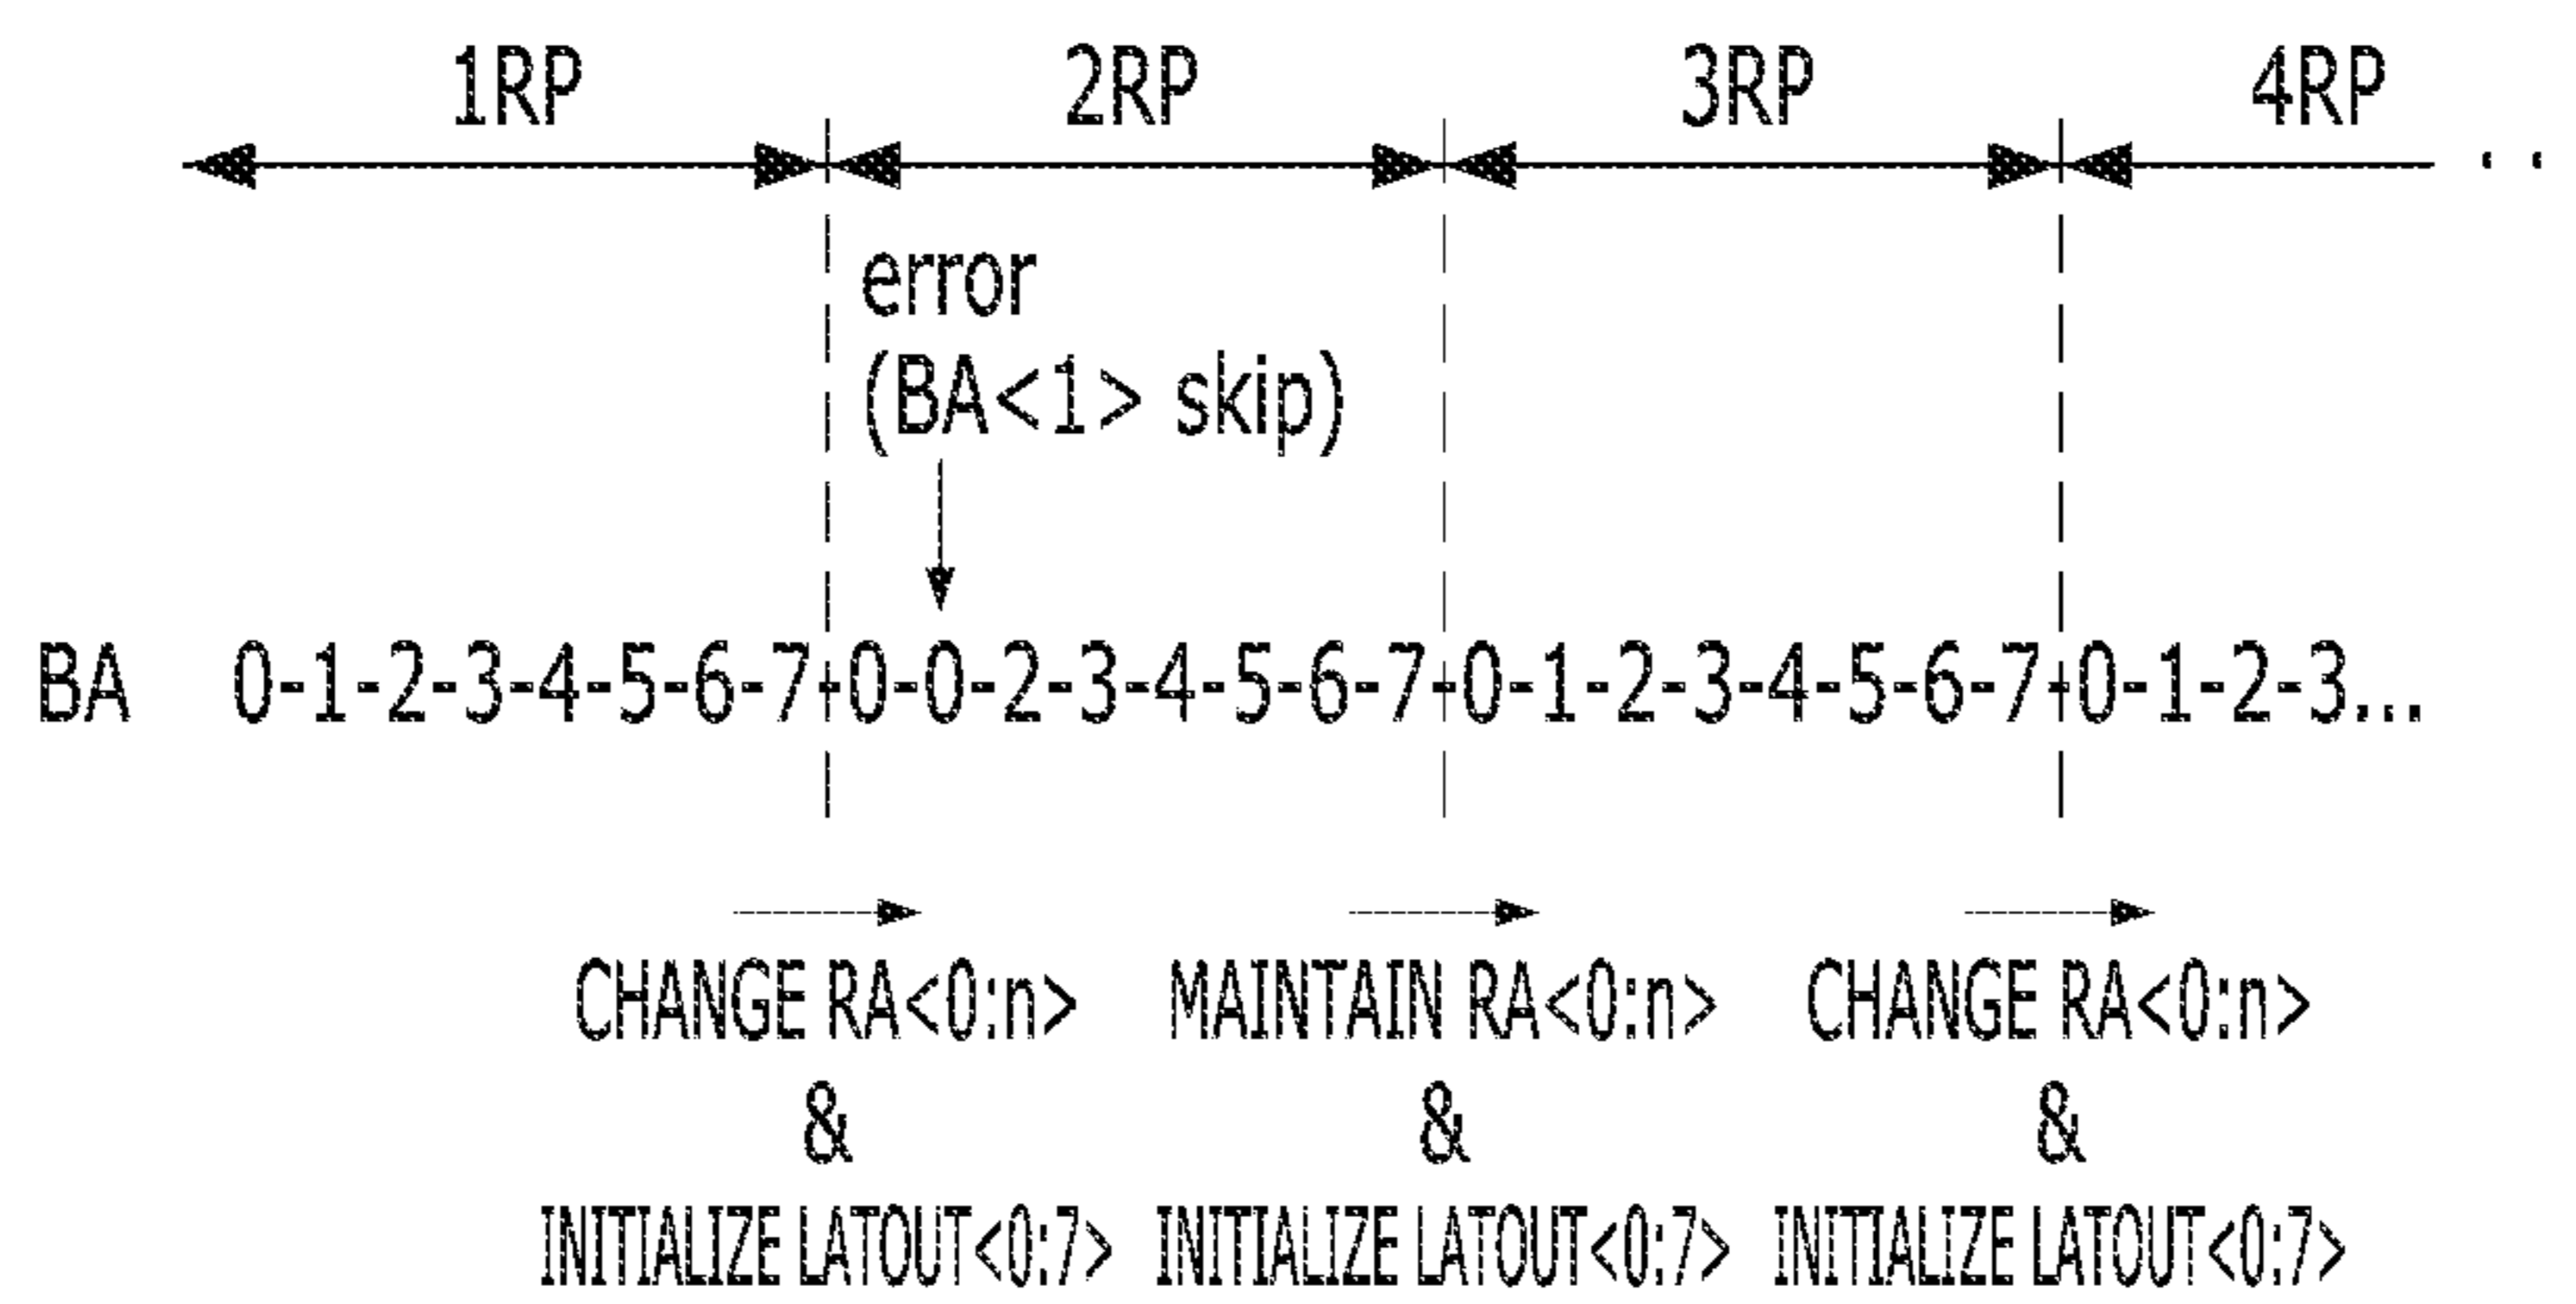 1RP 2RP 3RP 4RP ..
error
(BA<1> skip)
BA 0-1-2-3-4-5-6-7-0-0-2-3-4-5-6-7-0-1-2-3-4-5-6-7-0-1-2-3...
CHANGE RA<0:n> MAINTAIN RA<0:n> CHANGE RA<0:n>
& & &
INITIALIZE LATOUT<0:7> INITIALIZE LATOUT<0:7> INITIALIZE LATOUT<0:7>